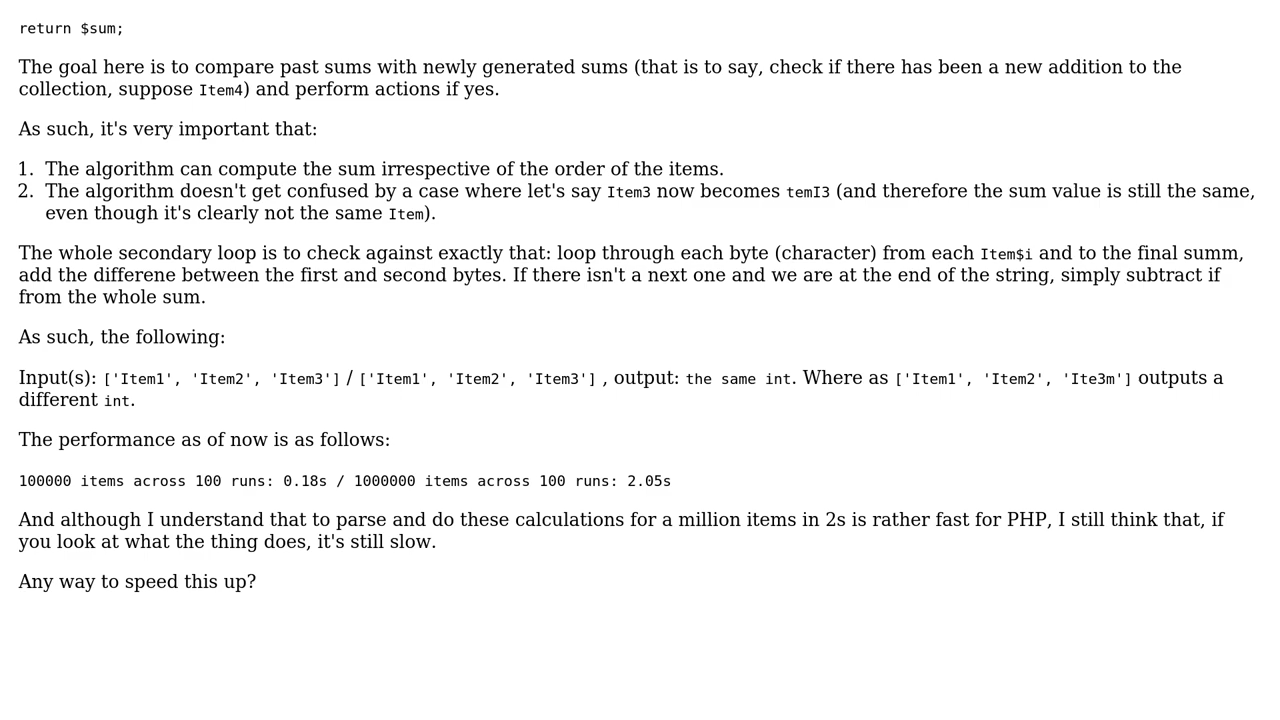 return $sum;
The goal here is to compare past sums with newly generated sums (that is to say, check if there has been a new addition to the
collection, suppose Item4) and perform actions if yes.
As such, it's very important that:
1. The algorithm can compute the sum irrespective of the order of the items.
2. The algorithm doesn't get confused by a case where let's say Item3 now becomes temI3 (and therefore the sum value is still the same,
even though it's clearly not the same Item).
The whole secondary loop is to check against exactly that: loop through each byte (character) from each Item$i and to the final summ,
add the differene between the first and second bytes. If there isn't a next one and we are at the end of the string, simply subtract if
from the whole sum.
As such, the following:
Input(s): ['Item1', 'Item2', 'Item3'] / ['Item1', 'Item2', 'Item3'] , output: the same int. Where as ['Item1', 'Item2', 'Ite3m'] outputs a
different int.
The performance as of now is as follows:
100000 items across 100 runs: 0.18s / 1000000 items across 100 runs: 2.05s
And although I understand that to parse and do these calculations for a million items in 2s is rather fast for PHP, I still think that, if
you look at what the thing does, it's still slow.
Any way to speed this up?